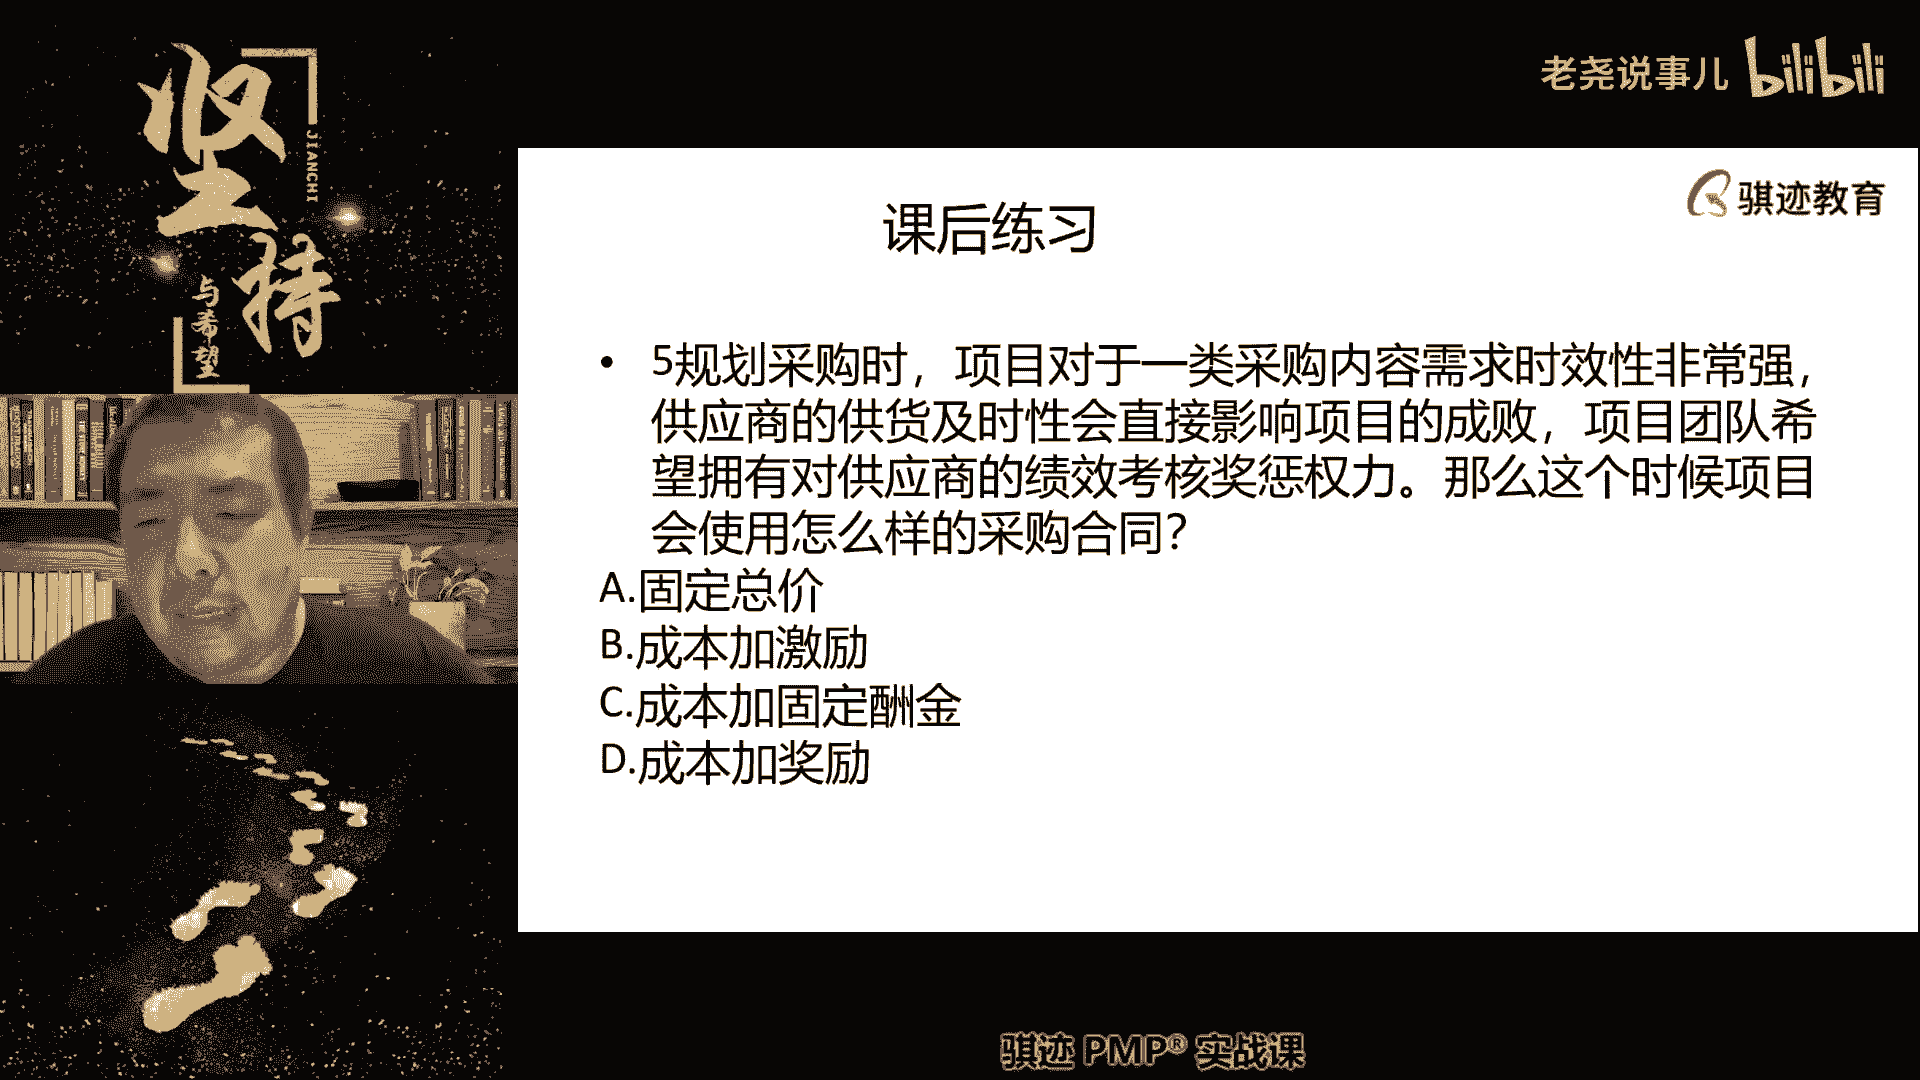 坚持
JIANCHI
与希望
老尧说事儿 bilibili
骐迹教育
课后练习
• 5规划采购时，项目对于一类采购内容需求时效性非常强，
供应商的供货及时性会直接影响项目的成败，项目团队希
望拥有对供应商的绩效考核奖惩权力。那么这个时候项目
会使用怎么样的采购合同？
A.固定总价
B.成本加激励
C.成本加固定酬金
D.成本加奖励
骐迹 PMP® 实战课